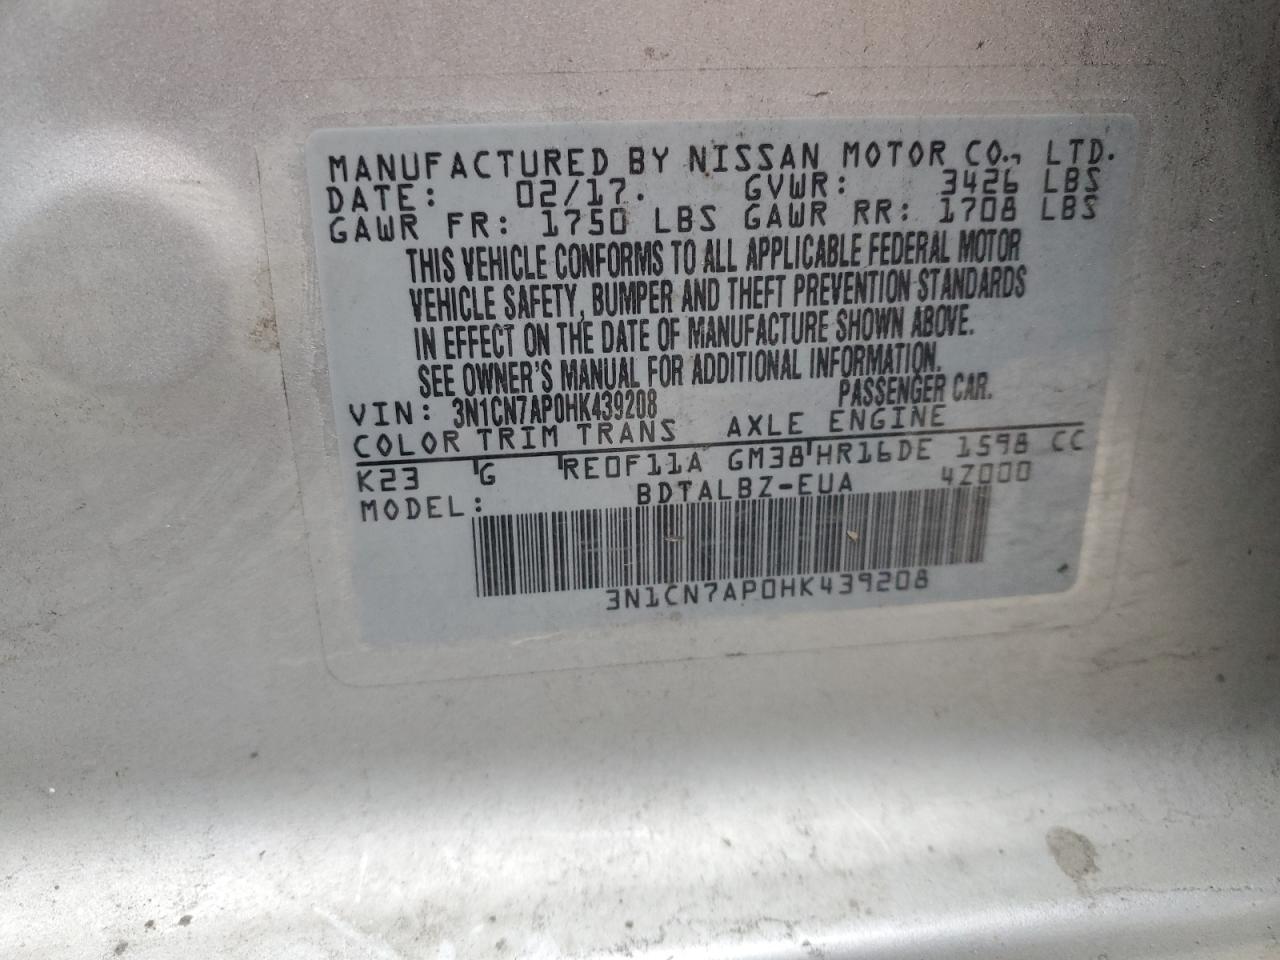 MANUFACTURED BY NISSAN MOTOR CO., LTD.
DATE: 02/17. GVWR: 3426 LBS
GAWR FR: 1750 LBS GAWR RR: 1708 LBS
THIS VEHICLE CONFORMS TO ALL APPLICABLE FEDERAL MOTOR
VEHICLE SAFETY, BUMPER AND THEFT PREVENTION STANDARDS
IN EFFECT ON THE DATE OF MANUFACTURE SHOWN ABOVE.
SEE OWNER'S MANUAL FOR ADDITIONAL INFORMATION.
VIN: 3N1CN7AP0HK439208 PASSENGER CAR.
COLOR TRIM TRANS AXLE ENGINE
K23 G RE0F11A GM38 HR16DE 1598 CC
MODEL: BDTALBZ-EUA 4Z000
3N1CN7AP0HK439208